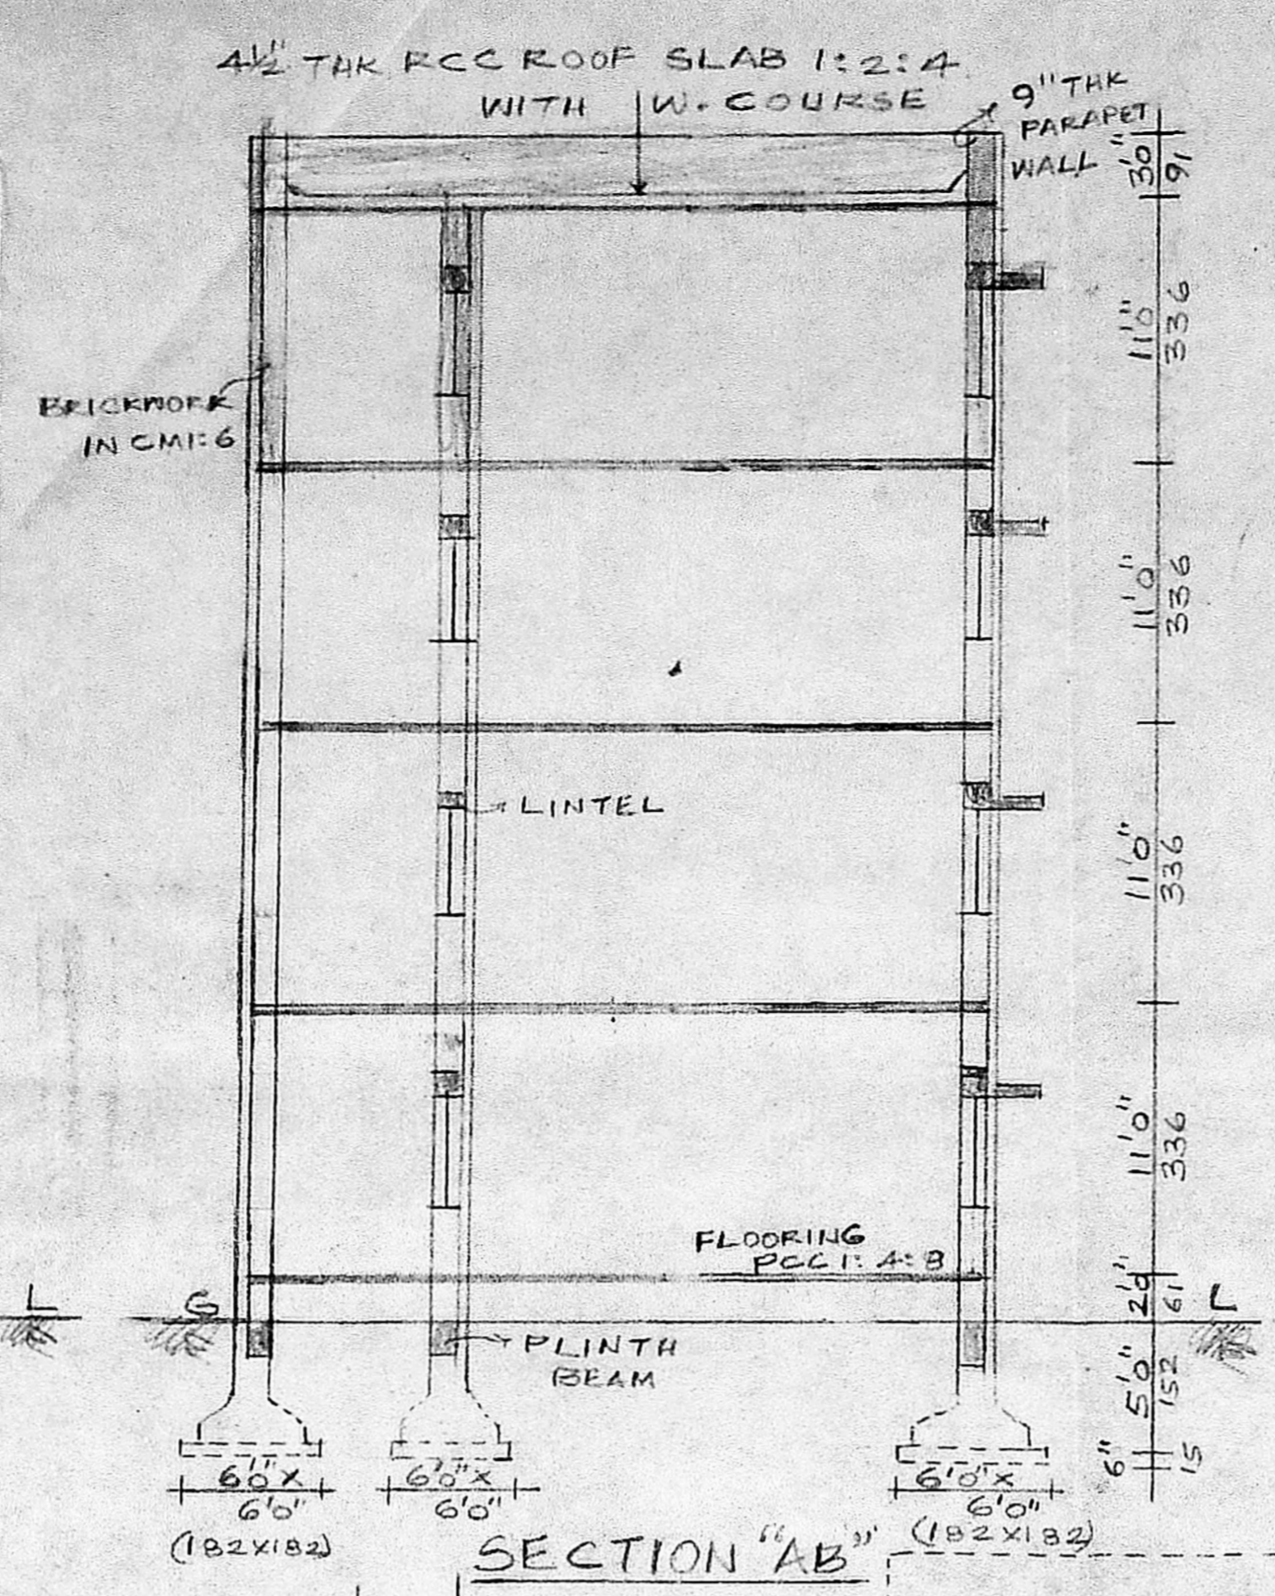 4½" THK RCC ROOF SLAB 1:2:4
WITH W. COURSE
9" THK
PARAPET
WALL
3'0"
91
11'0"
336
BRICKWORK
IN CM1:6
11'0"
336
LINTEL
11'0"
336
11'0"
336
FLOORING
PCC 1:4:8
2'0"
61
L
G
L
PLINTH
BEAM
5'0"
152
6"
15
6'0"X
6'0"
(182X182)
6'0"X
6'0"
6'0"X
6'0"
(182X182)
SECTION "AB"